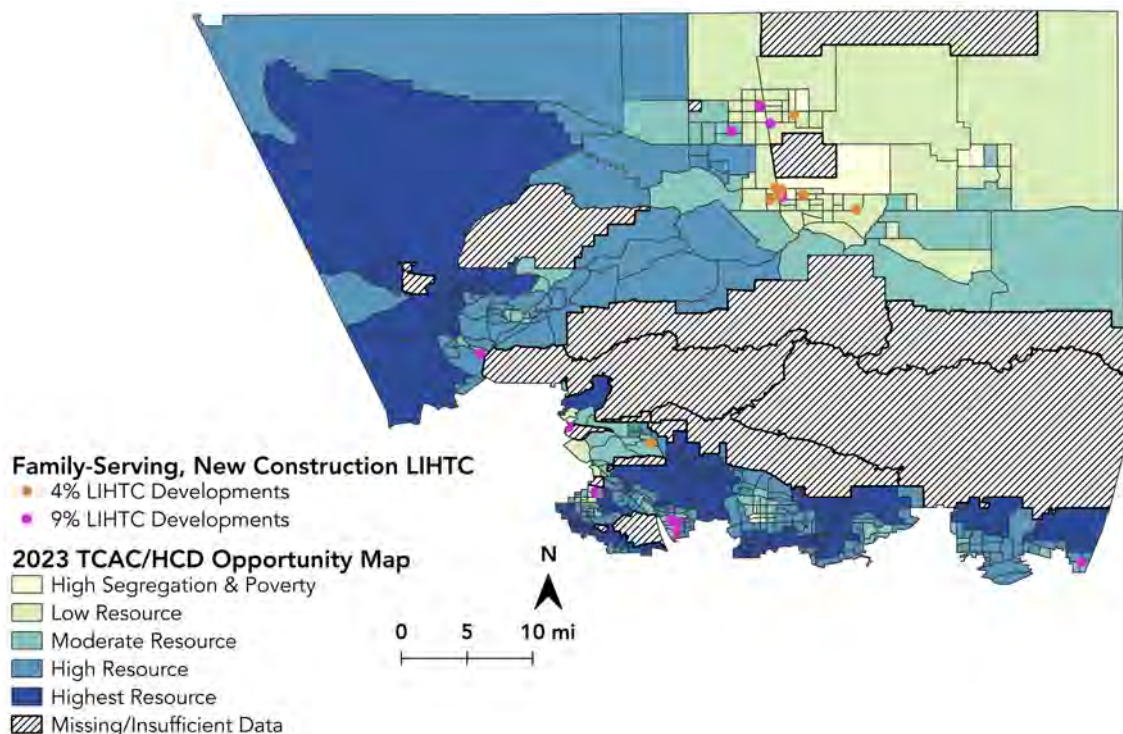 Family-Serving, New Construction LIHTC
4% LIHTC Developments
9% LIHTC Developments
2023 TCAC/HCD Opportunity Map
High Segregation & Poverty
Low Resource
Moderate Resource
High Resource
Highest Resource
Missing/Insufficient Data
N
0 5 10 mi